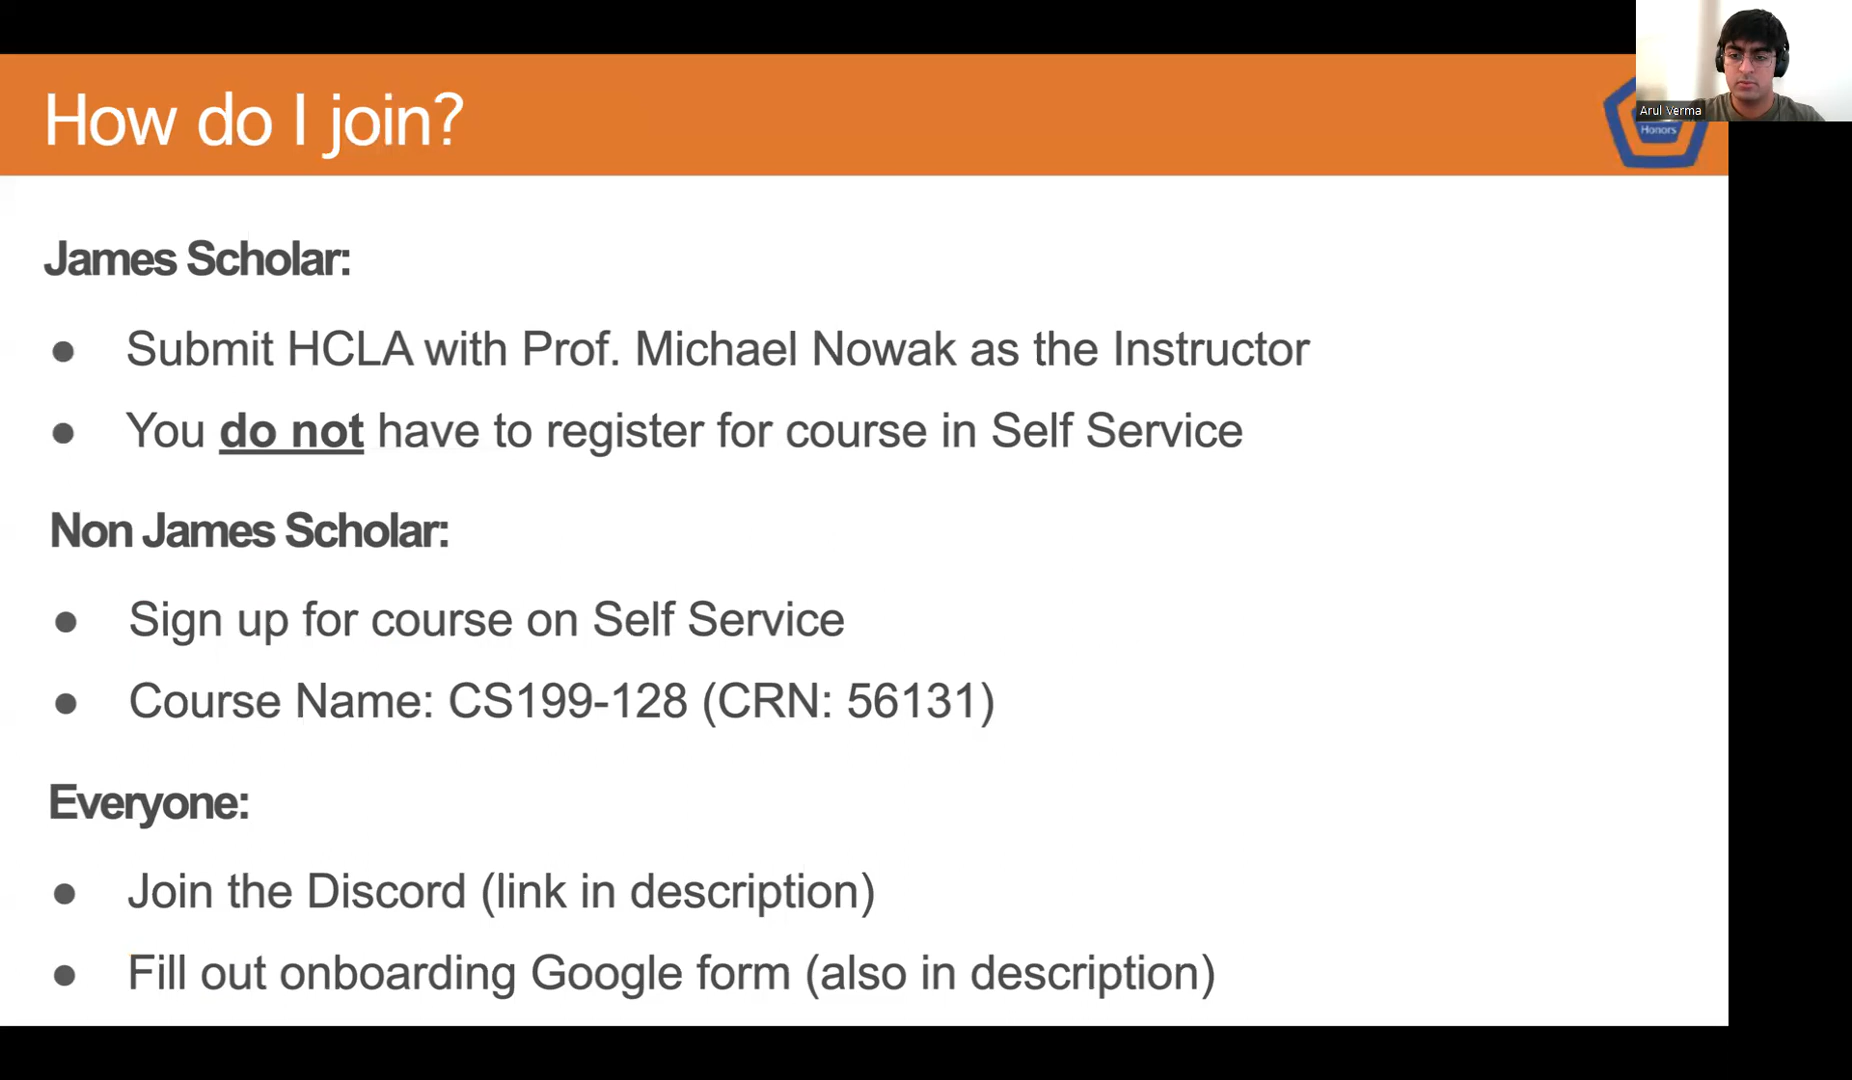 How do I join?
Arul Verma
Honors
James Scholar:
● Submit HCLA with Prof. Michael Nowak as the Instructor
● You do not have to register for course in Self Service
Non James Scholar:
● Sign up for course on Self Service
● Course Name: CS199-128 (CRN: 56131)
Everyone:
● Join the Discord (link in description)
● Fill out onboarding Google form (also in description)